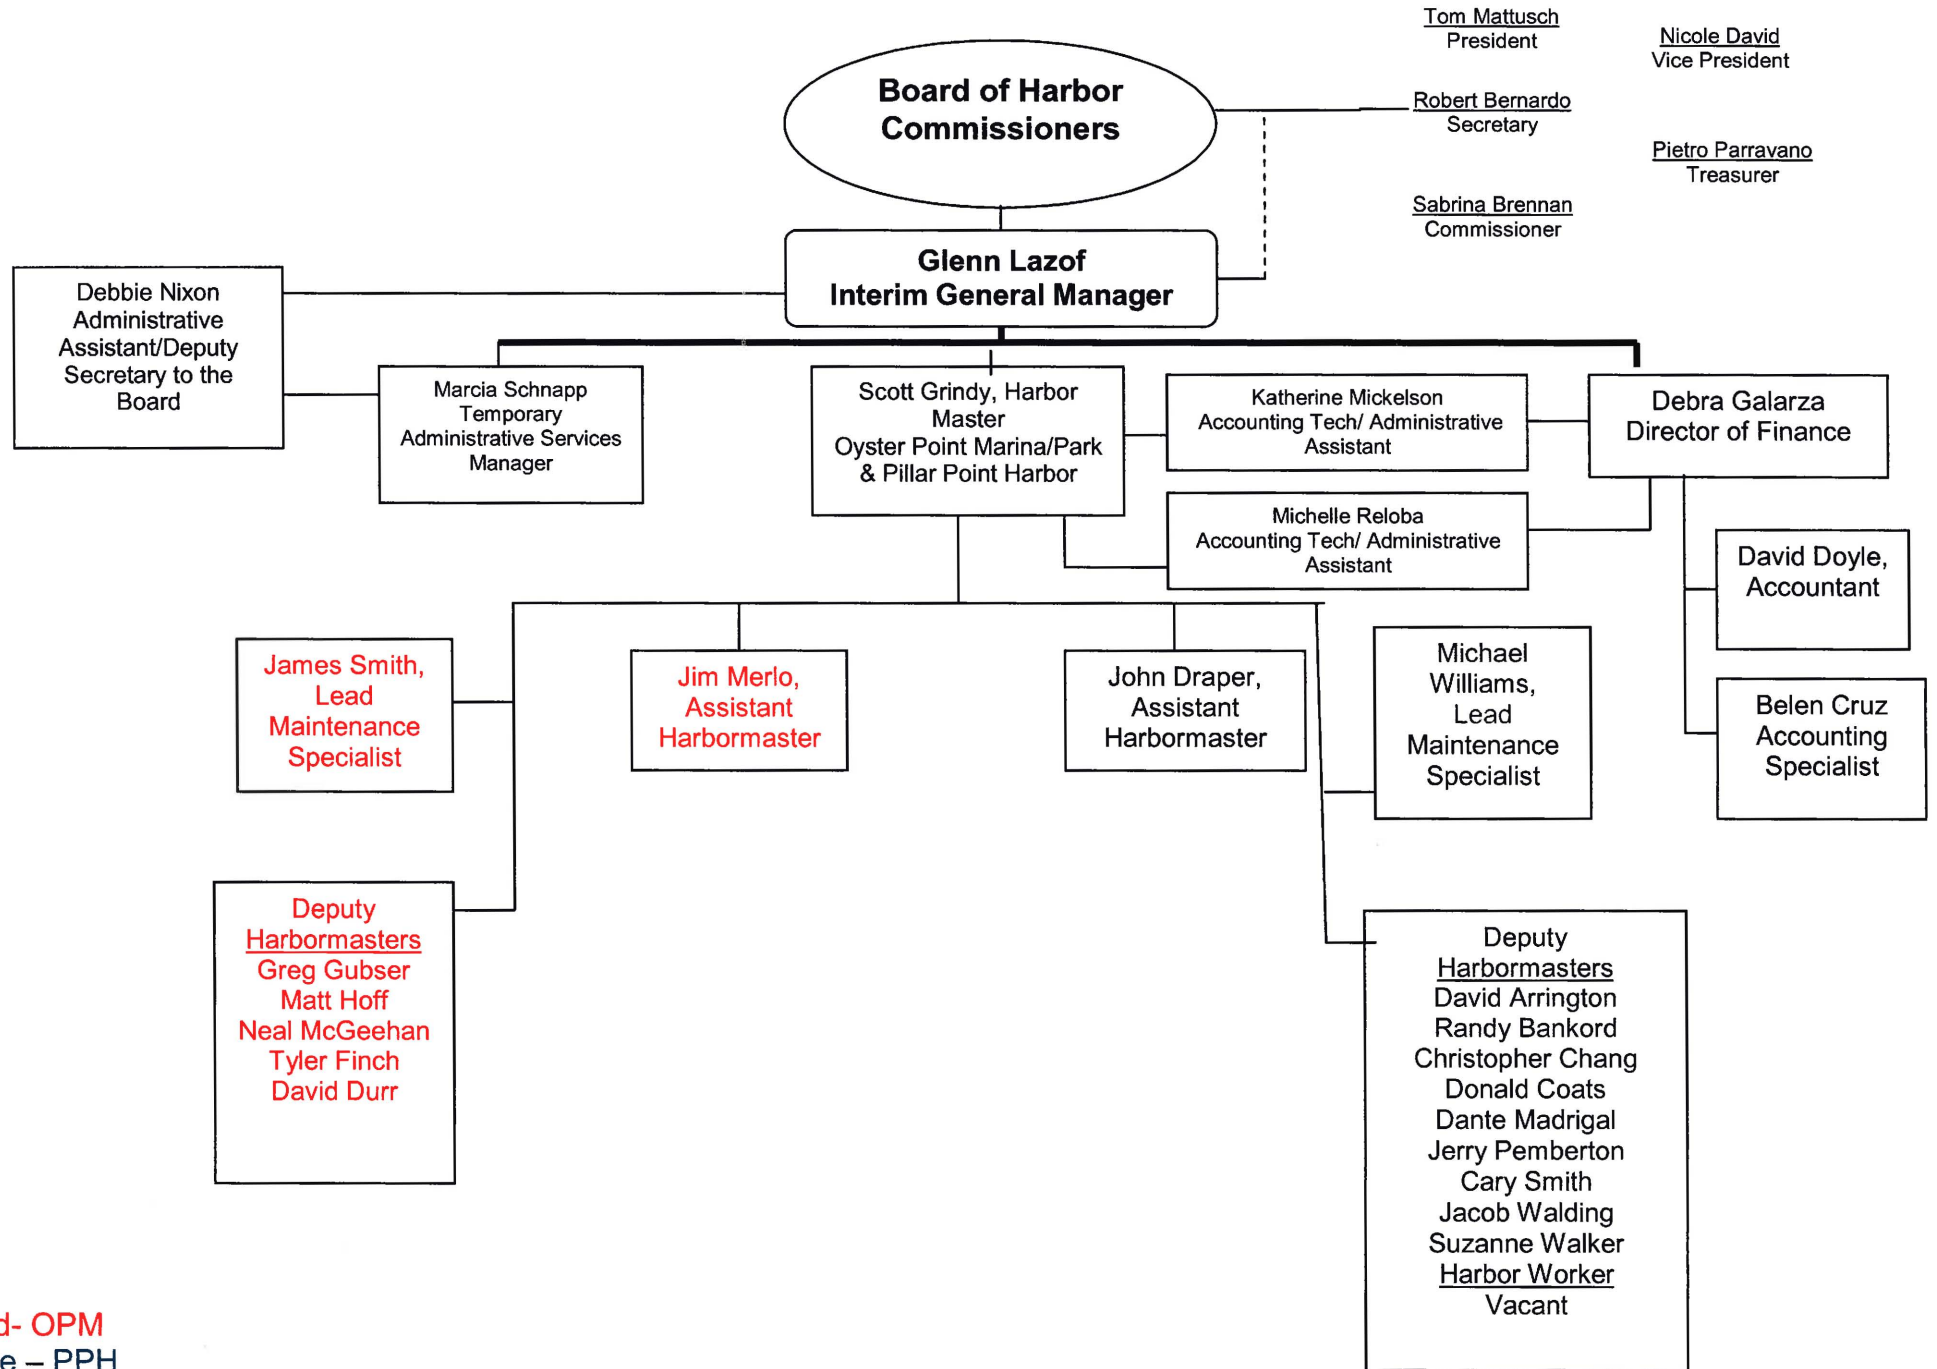 Tom Mattusch
President
Nicole David
Vice President
Board of Harbor
Commissioners
Robert Bernardo
Secretary
Pietro Parravano
Treasurer
Sabrina Brennan
Commissioner
Glenn Lazof
Interim General Manager
Debbie Nixon
Administrative
Assistant/Deputy
Secretary to the
Board
Marcia Schnapp
Temporary
Administrative Services
Manager
Scott Grindy, Harbor
Master
Oyster Point Marina/Park
& Pillar Point Harbor
Katherine Mickelson
Accounting Tech/ Administrative
Assistant
Debra Galarza
Director of Finance
Michelle Reloba
Accounting Tech/ Administrative
Assistant
David Doyle,
Accountant
Belen Cruz
Accounting
Specialist
James Smith,
Lead
Maintenance
Specialist
Jim Merlo,
Assistant
Harbormaster
John Draper,
Assistant
Harbormaster
Michael
Williams,
Lead
Maintenance
Specialist
Deputy
Harbormasters
Greg Gubser
Matt Hoff
Neal McGeehan
Tyler Finch
David Durr
Deputy
Harbormasters
David Arrington
Randy Bankord
Christopher Chang
Donald Coats
Dante Madrigal
Jerry Pemberton
Cary Smith
Jacob Walding
Suzanne Walker
Harbor Worker
Vacant
d- OPM
e – PPH